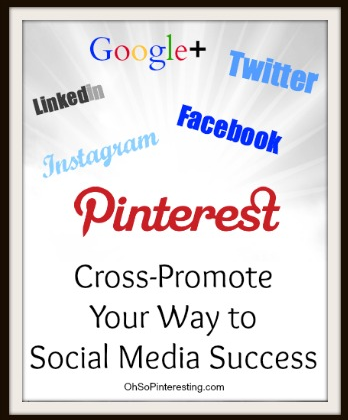 Google+
Twitter
LinkedIn
Facebook
Instagram
Pinterest
Cross-Promote
Your Way to
Social Media Success
OhSoPinteresting.com